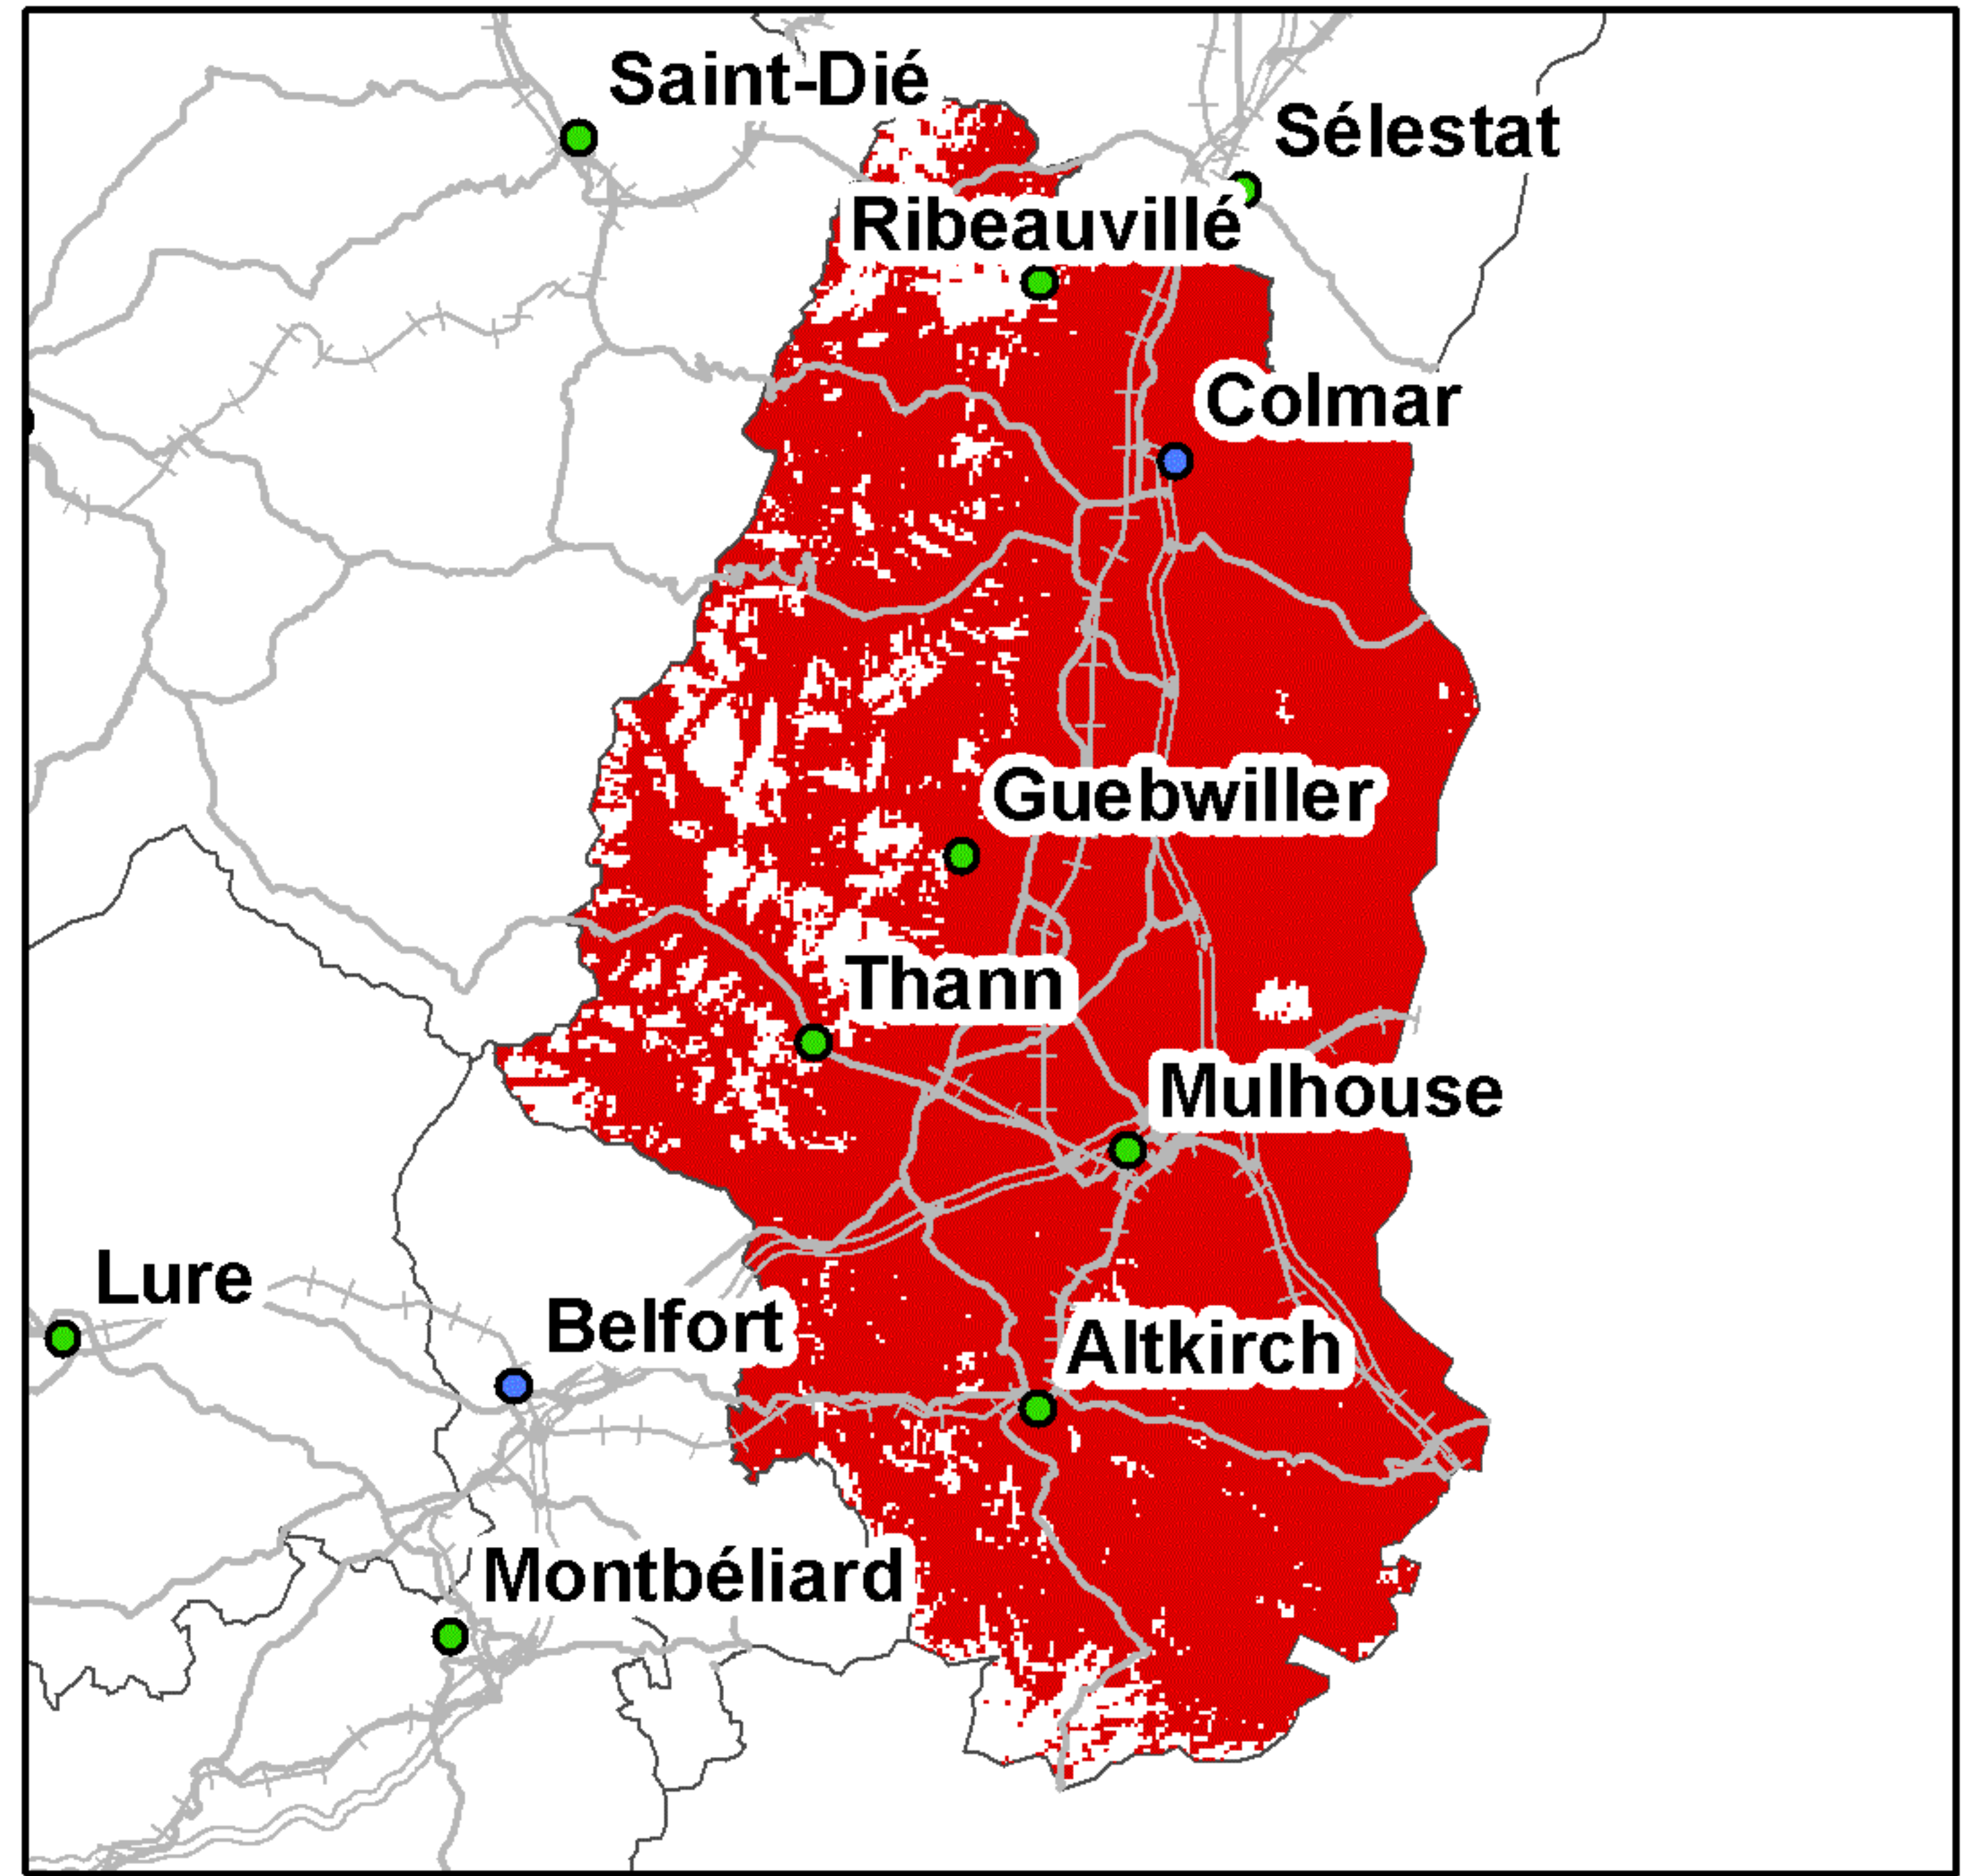 Saint-Dié
Sélestat
Ribeauvillé
Colmar
Guebwiller
Thann
Mulhouse
Lure
Belfort
Altkirch
Montbéliard